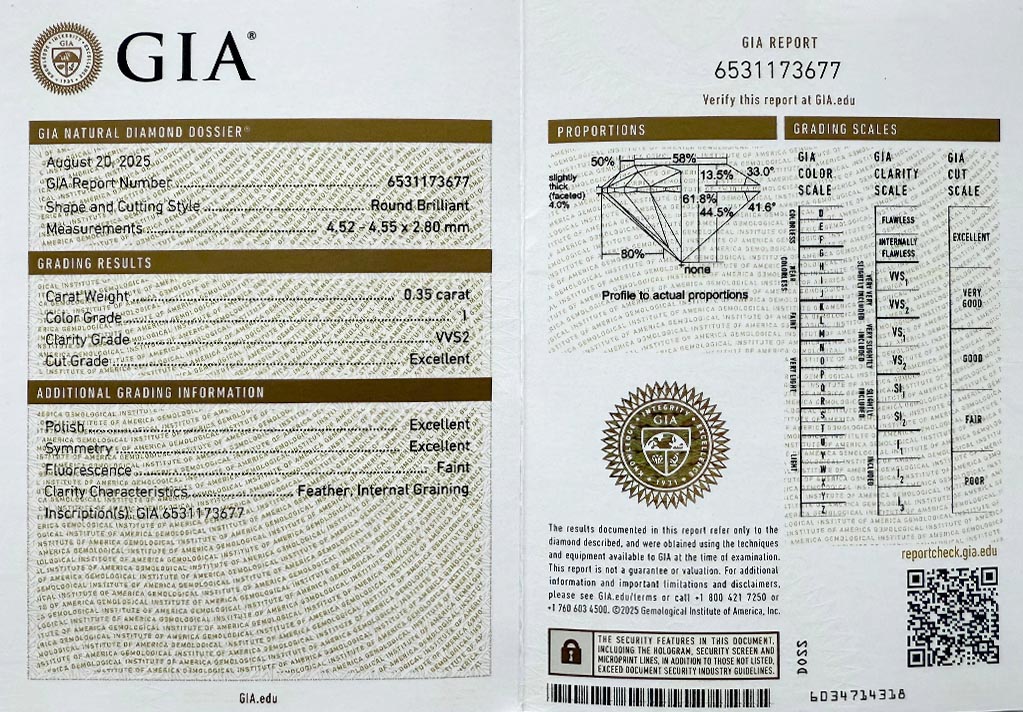 GIA®
GIA NATURAL DIAMOND DOSSIER®
August 20, 2025
GIA Report Number 6531173677
Shape and Cutting Style Round Brilliant
Measurements 4.52 - 4.55 x 2.80 mm
GRADING RESULTS
Carat Weight 0.35 carat
Color Grade I
Clarity Grade VVS2
Cut Grade Excellent
ADDITIONAL GRADING INFORMATION
Polish Excellent
Symmetry Excellent
Fluorescence Faint
Clarity Characteristics Feather, Internal Graining
Inscription(s): GIA 6531173677
GIA.edu
GIA REPORT
6531173677
Verify this report at GIA.edu
PROPORTIONS
50%
58%
13.5%
33.0°
slightly
thick
(faceted)
4.0%
61.8%
44.5%
41.6°
80%
none
Profile to actual proportions
GIA
1931
The results documented in this report refer only to the
diamond described, and were obtained using the techniques
and equipment available to GIA at the time of examination.
This report is not a guarantee or valuation. For additional
information and important limitations and disclaimers,
please see GIA.edu/terms or call +1 800 421 7250 or
+1 760 603 4500. ©2025 Gemological Institute of America, Inc.
THE SECURITY FEATURES IN THIS DOCUMENT,
INCLUDING THE HOLOGRAM, SECURITY SCREEN AND
MICROPRINT LINES, IN ADDITION TO THOSE NOT LISTED,
EXCEED DOCUMENT SECURITY INDUSTRY GUIDELINES.
GRADING SCALES
GIA
COLOR
SCALE
COLORLESS
D
E
F
NEAR COLORLESS
G
H
I
J
FAINT
K
L
M
VERY LIGHT
N
O
P
Q
R
LIGHT
S
T
U
V
W
X
Y
Z
GIA
CLARITY
SCALE
FLAWLESS
INTERNALLY
FLAWLESS
VERY VERY SLIGHTLY INCLUDED
VVS1
VVS2
VERY SLIGHTLY INCLUDED
VS1
VS2
SLIGHTLY INCLUDED
SI1
SI2
INCLUDED
I1
I2
I3
GIA
CUT
SCALE
EXCELLENT
VERY
GOOD
GOOD
FAIR
POOR
reportcheck.gia.edu
D022
6034714318